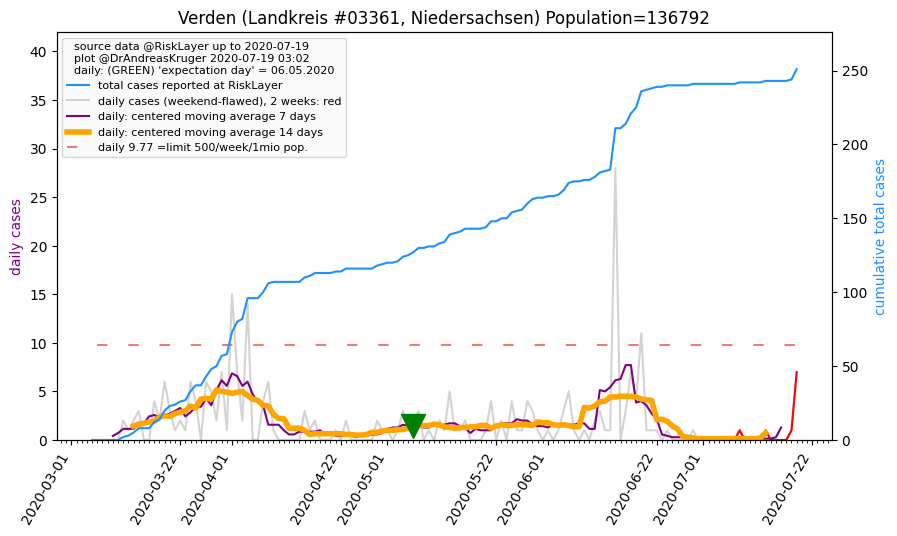 Verden (Landkreis #03361, Niedersachsen) Population=136792
source data @RiskLayer up to 2020-07-19
plot @DrAndreasKruger 2020-07-19 03:02
daily: (GREEN) 'expectation day' = 06.05.2020
total cases reported at RiskLayer
daily cases (weekend-flawed), 2 weeks: red
daily: centered moving average 7 days
daily: centered moving average 14 days
daily 9.77 =limit 500/week/1mio pop.
daily cases
40
35
30
25
20
15
10
5
0
cumulative total cases
250
200
150
100
50
0
2020-03-01
2020-03-22
2020-04-01
2020-04-22
2020-05-01
2020-05-22
2020-06-01
2020-06-22
2020-07-01
2020-07-22